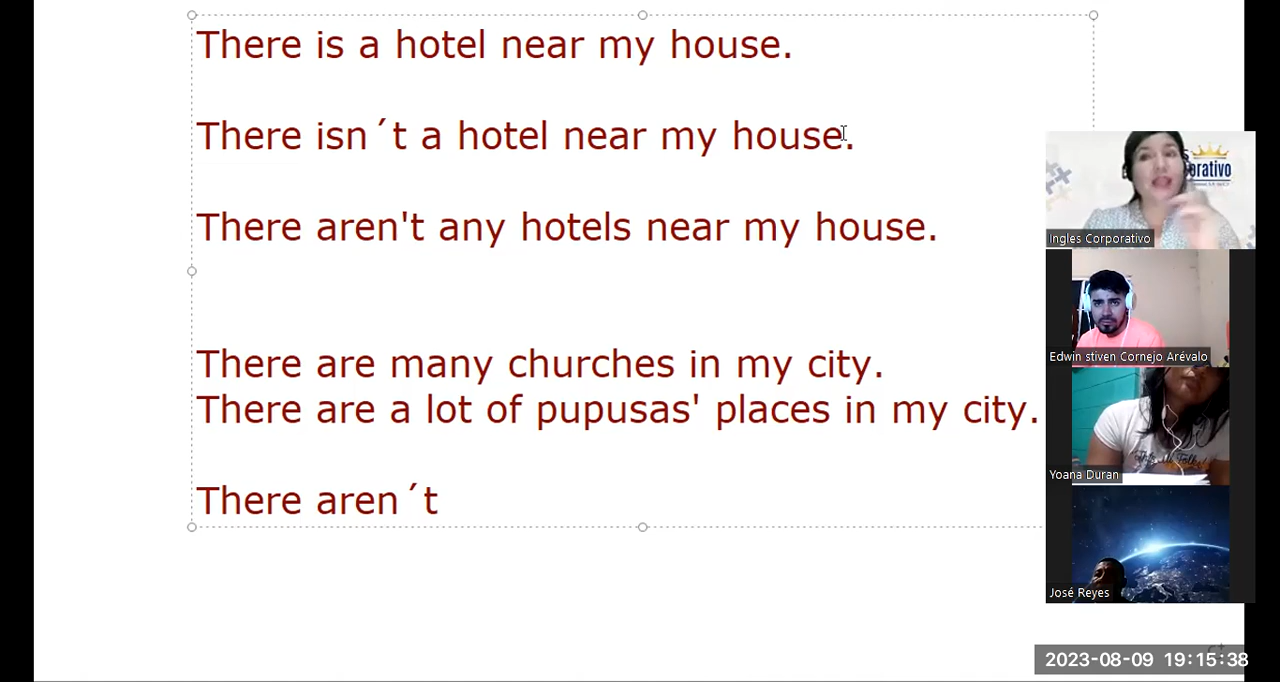 There is a hotel near my house.
There isn´t a hotel near my house.
There aren't any hotels near my house.
There are many churches in my city.
There are a lot of pupusas' places in my city.
There aren´t
orativo
Ingles Corporativo
Edwin stiven Cornejo Arévalo
Yoana Duran
José Reyes
2023-08-09 19:15:38